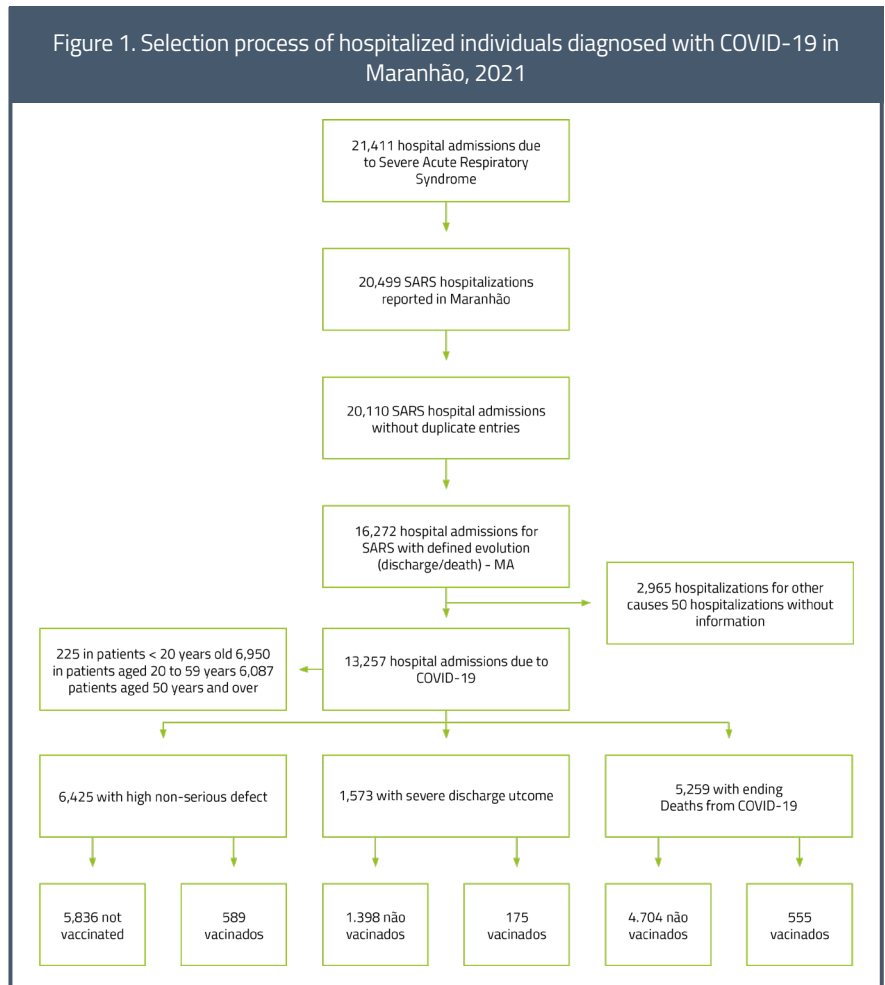 Figure 1. Selection process of hospitalized individuals diagnosed with COVID-19 in
Maranhão, 2021
21,411 hospital admissions due
to Severe Acute Respiratory
Syndrome
20,499 SARS hospitalizations
reported in Maranhão
20,110 SARS hospital admissions
without duplicate entries
16,272 hospital admissions for
SARS with defined evolution
(discharge/death) - MA
2,965 hospitalizations for other
causes 50 hospitalizations without
information
225 in patients < 20 years old 6,950
in patients aged 20 to 59 years 6,087
patients aged 50 years and over
13,257 hospital admissions due to
COVID-19
6,425 with high non-serious defect
1,573 with severe discharge utcome
5,259 with ending
Deaths from COVID-19
5,836 not
vaccinated
589
vacinados
1.398 não
vacinados
175
vacinados
4.704 não
vacinados
555
vacinados